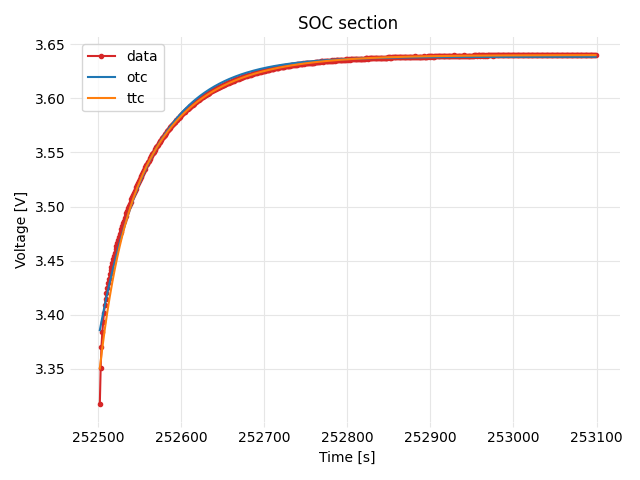 SOC section
data
otc
ttc
Voltage [V]
3.65
3.60
3.55
3.50
3.45
3.40
3.35
252500 252600 252700 252800 252900 253000 253100
Time [s]